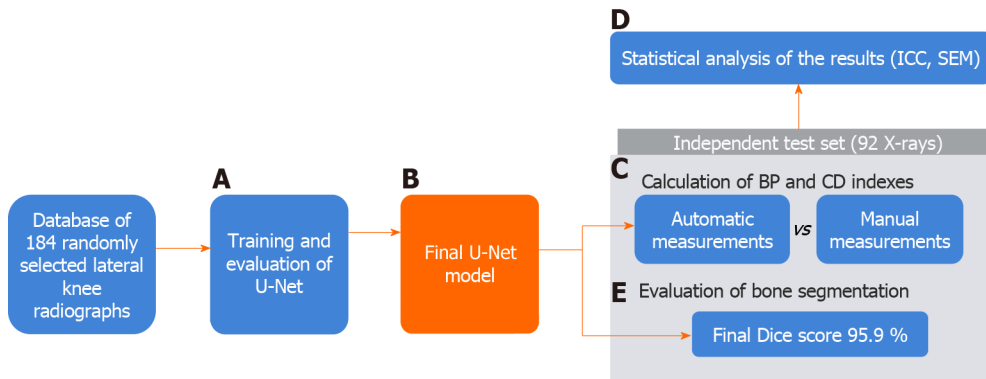 D
Statistical analysis of the results (ICC, SEM)
Independent test set (92 X-rays)
C
Calculation of BP and CD indexes
A
B
Database of
184 randomly
selected lateral
knee
radiographs
Training and
evaluation of
U-Net
Final U-Net
model
Automatic
measurements
vs
Manual
measurements
E
Evaluation of bone segmentation
Final Dice score 95.9 %